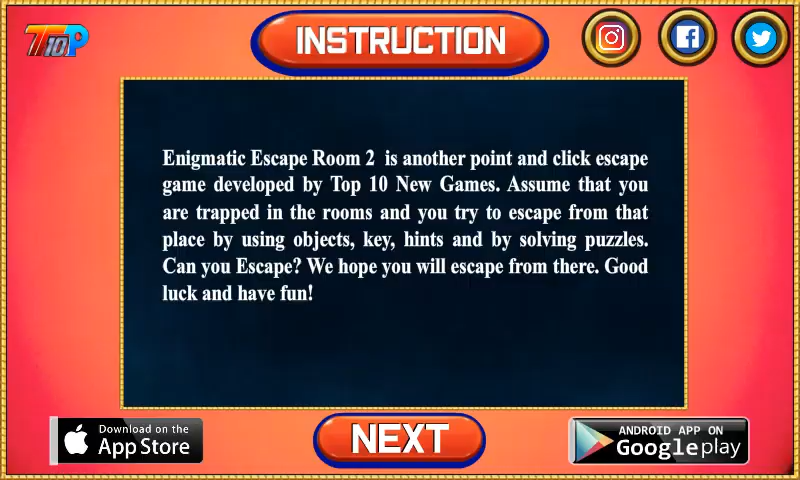 T10P
INSTRUCTION
Enigmatic Escape Room 2 is another point and click escape
game developed by Top 10 New Games. Assume that you
are trapped in the rooms and you try to escape from that
place by using objects, key, hints and by solving puzzles.
Can you Escape? We hope you will escape from there. Good
luck and have fun!
Download on the
App Store
NEXT
ANDROID APP ON
Google play